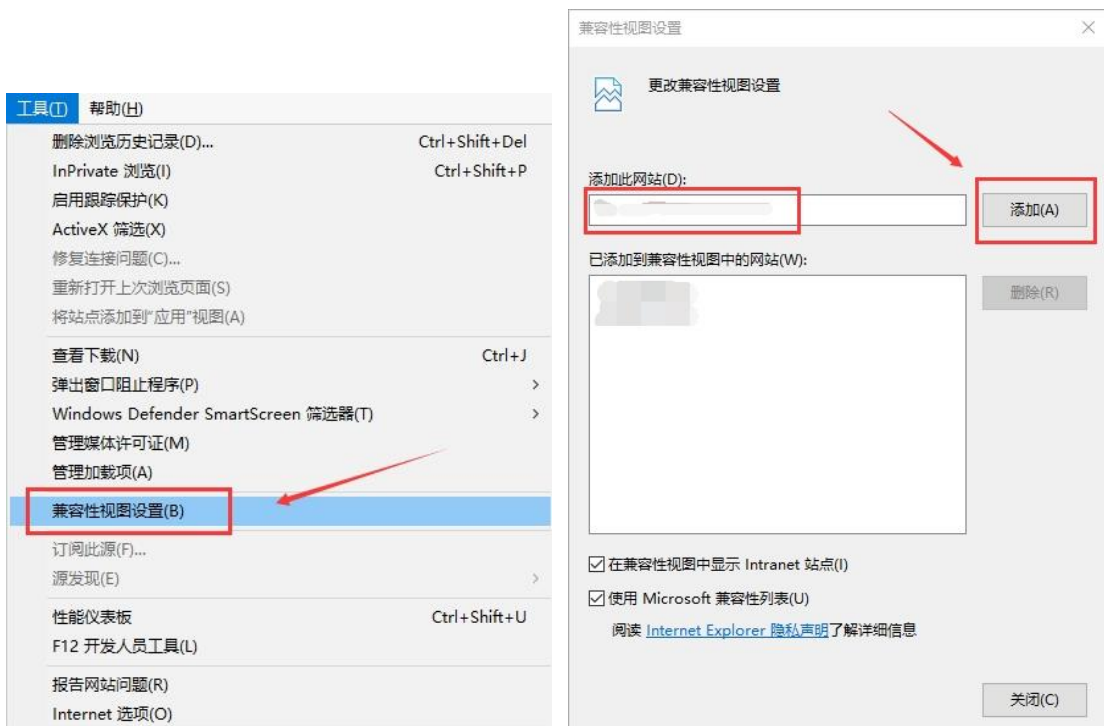 工具(T) 帮助(H)
删除浏览历史记录(D)... Ctrl+Shift+Del
InPrivate 浏览(I) Ctrl+Shift+P
启用跟踪保护(K)
ActiveX 筛选(X)
修复连接问题(C)...
重新打开上次浏览页面(S)
将站点添加到“应用”视图(A)
查看下载(N) Ctrl+J
弹出窗口阻止程序(P)
Windows Defender SmartScreen 筛选器(T)
管理媒体许可证(M)
管理加载项(A)
兼容性视图设置(B)
订阅此源(F)...
源发现(E)
性能仪表板 Ctrl+Shift+U
F12 开发人员工具(L)
报告网站问题(R)
Internet 选项(O)
兼容性视图设置
更改兼容性视图设置
添加此网站(D):
添加(A)
已添加到兼容性视图中的网站(W):
删除(R)
在兼容性视图中显示 Intranet 站点(I)
使用 Microsoft 兼容性列表(U)
阅读 Internet Explorer 隐私声明了解详细信息
关闭(C)